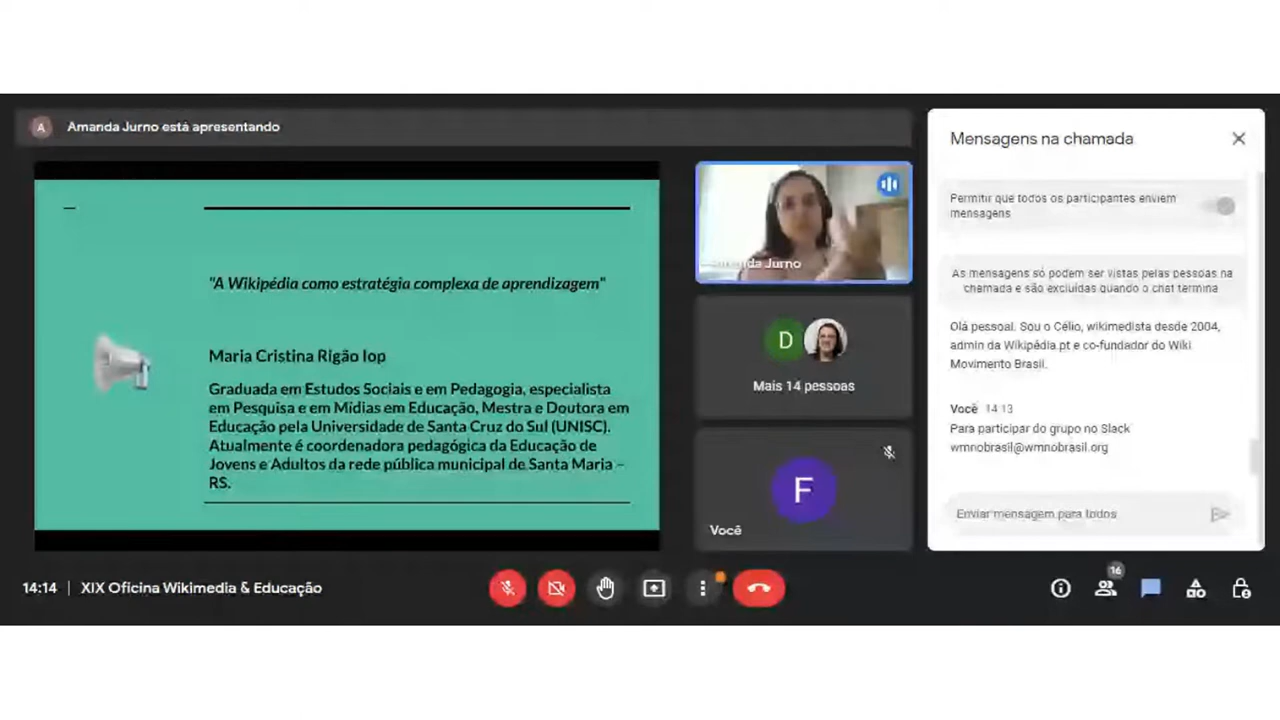 A
Amanda Jurno está apresentando
"A Wikipédia como estratégia complexa de aprendizagem"
Maria Cristina Rigão Iop
Graduada em Estudos Sociais e em Pedagogia, especialista
em Pesquisa e em Mídias em Educação, Mestra e Doutora em
Educação pela Universidade de Santa Cruz do Sul (UNISC).
Atualmente é coordenadora pedagógica da Educação de
Jovens e Adultos da rede pública municipal de Santa Maria –
RS.
Jurno
D
Mais 14 pessoas
F
Você
Mensagens na chamada
Permitir que todos os participantes enviem
mensagens
As mensagens só podem ser vistas pelas pessoas na
chamada e são excluídas quando o chat termina
Olá pessoal. Sou o Célio, wikimedista desde 2004,
admin da Wikipédia.pt e co-fundador do Wiki
Movimento Brasil.
Você 14:13
Para participar do grupo no Slack
wmnobrasil@wmnobrasil.org
Enviar mensagem para todos
14:14 | XIX Oficina Wikimedia & Educação
16